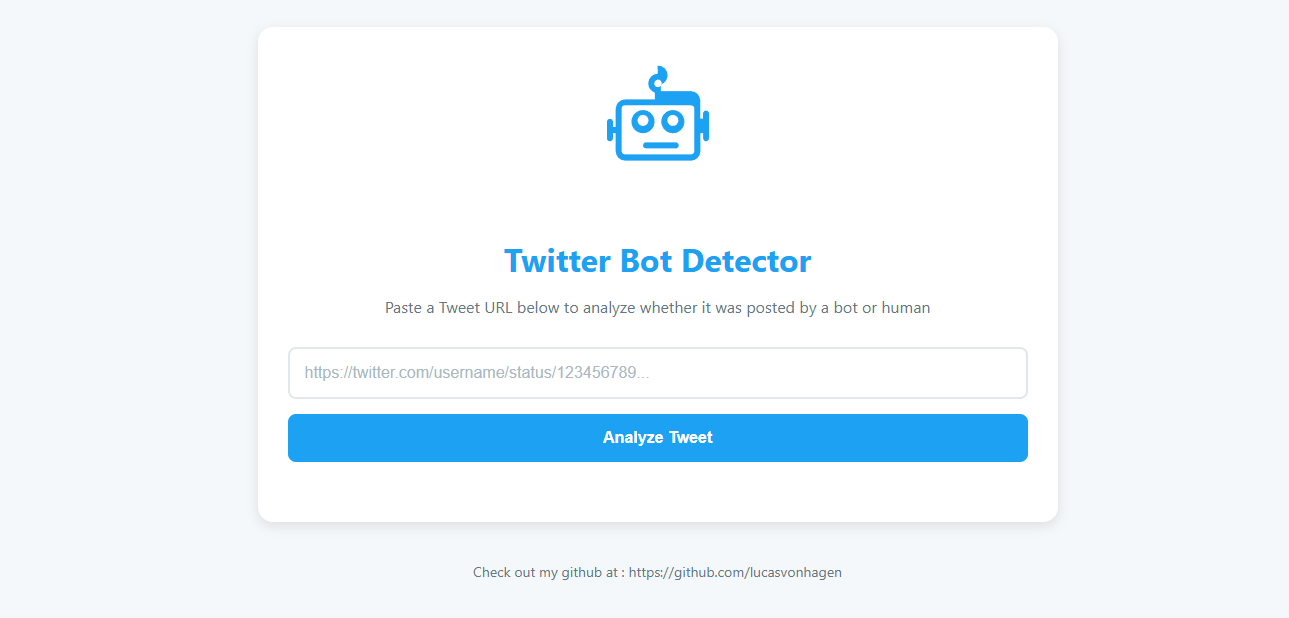 Twitter Bot Detector
Paste a Tweet URL below to analyze whether it was posted by a bot or human
https://twitter.com/username/status/123456789...
Analyze Tweet
Check out my github at : https://github.com/lucasvonhagen